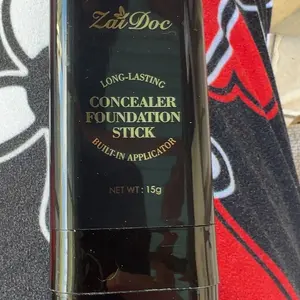 ZaiDoc
LONG-LASTING
CONCEALER
FOUNDATION
STICK
BUILT-IN APPLICATOR
NET WT: 15g